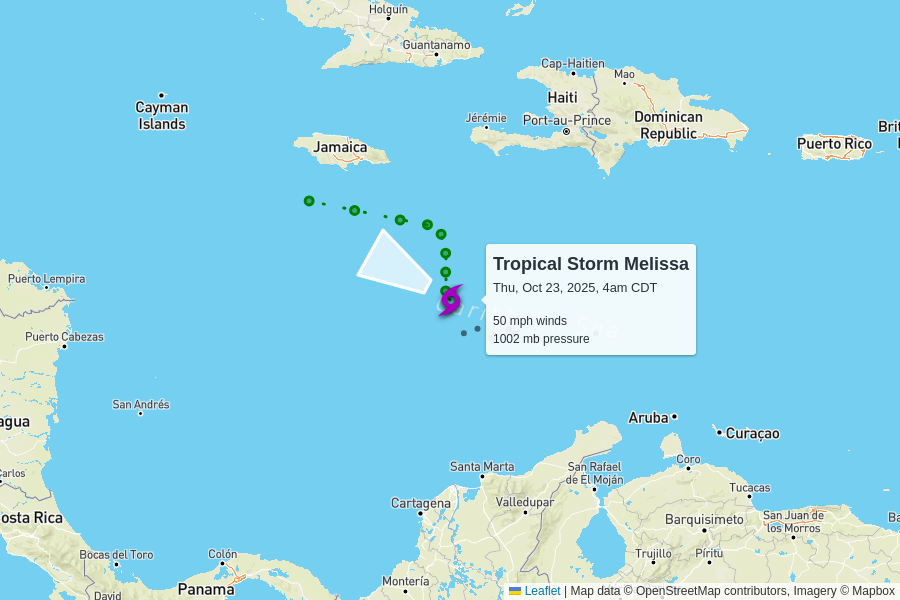 Holguín
Guantanamo
Cap-Haitien
Mao
Cayman
Islands
Haiti
Jérémie
Port-au-Prince
Dominican
Republic
Jamaica
Puerto Rico
Brit
Puerto Lempira
Tropical Storm Melissa
Thu, Oct 23, 2025, 4am CDT
50 mph winds
1002 mb pressure
Puerto Cabezas
San Andrés
agua
Aruba
Curaçao
Santa Marta
San Rafael
de El Moján
Coro
Carlos
Tucacas
Cartagena
Valledupar
osta Rica
Barquisimeto
San Juan de
los Morros
Ba
Bocas del Toro
Colón
Trujillo
Píritu
Montería
Panama
David
Leaflet | Map data © OpenStreetMap contributors, Imagery © Mapbox